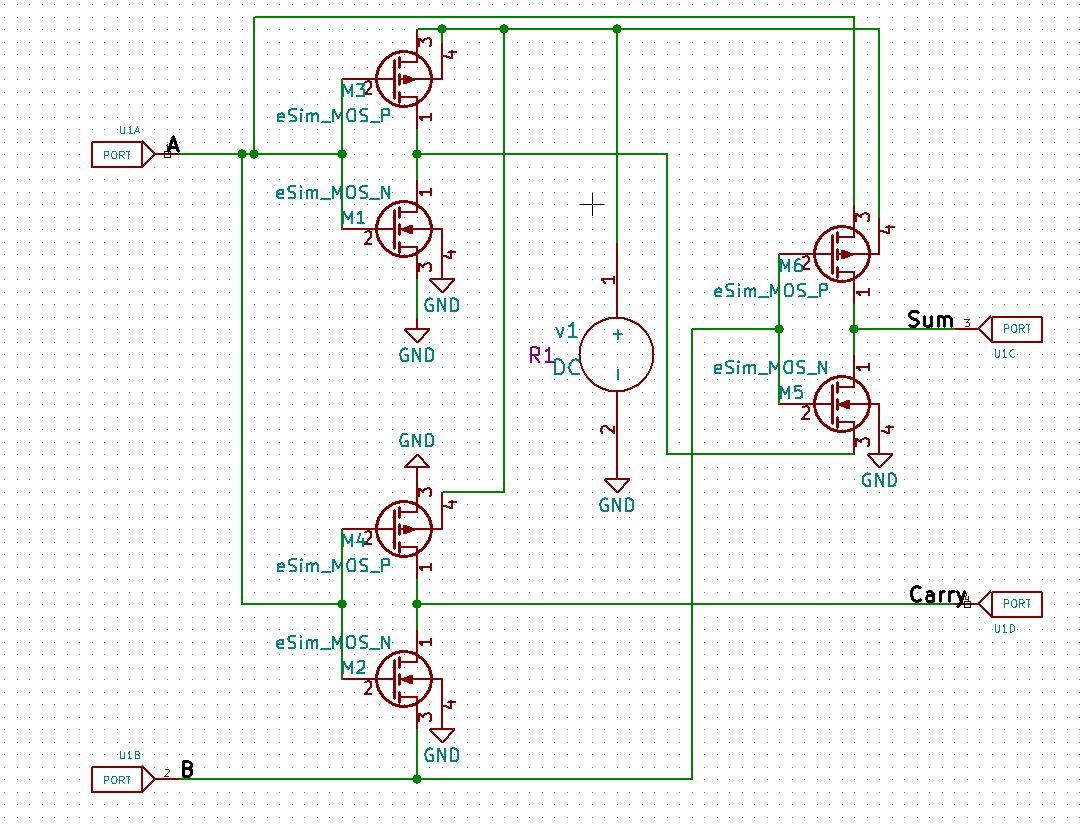 3
4
M3
2
eSim_MOS_P
1
U1A
PORT
A
eSim_MOS_N
1
M1
2
3
4
GND
GND
3
4
M6
2
eSim_MOS_P
1
Sum
3
PORT
U1C
1
v1
+
R1
DC
2
eSim_MOS_N
1
M5
2
3
4
GND
GND
GND
3
4
M4
2
eSim_MOS_P
1
Carry
PORT
U1D
eSim_MOS_N
1
M2
2
3
4
GND
U1B
PORT
2
B